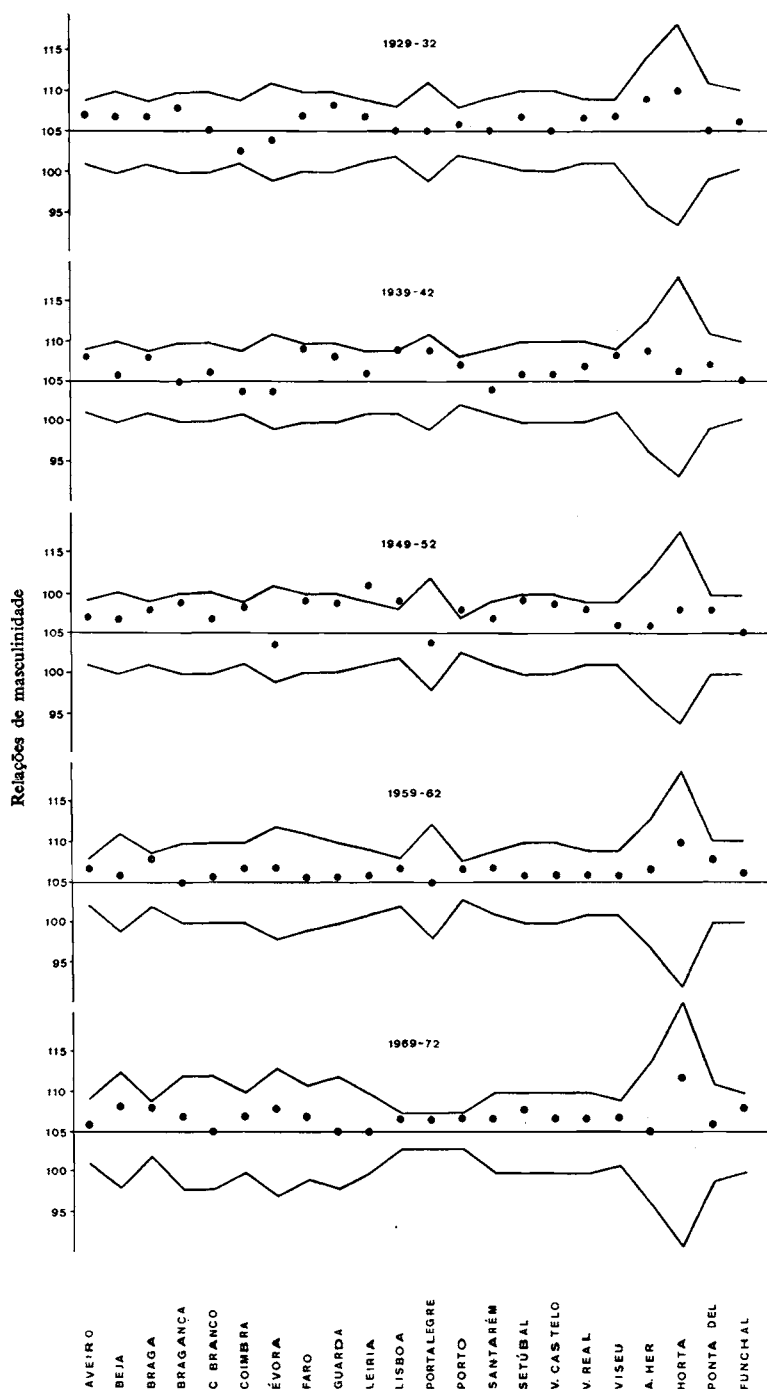 Relações de masculinidade
1929-32
115
110
105
100
95
1939-42
115
110
105
100
95
1949-52
115
100
105
100
95
1959-62
115
110
105
100
95
1969-72
115
110
105
100
95
AVEIRO
BEJA
BRAGA
BRAGANÇA
C BRANCO
COIMBRA
ÉVORA
FARO
GUARDA
LEIRIA
LISBOA
PORTALEGRE
PORTO
SANTARÉM
SETÚBAL
V. CASTELO
V. REAL
VISEU
A. HER
HORTA
PONTA DEL
FUNCHAL